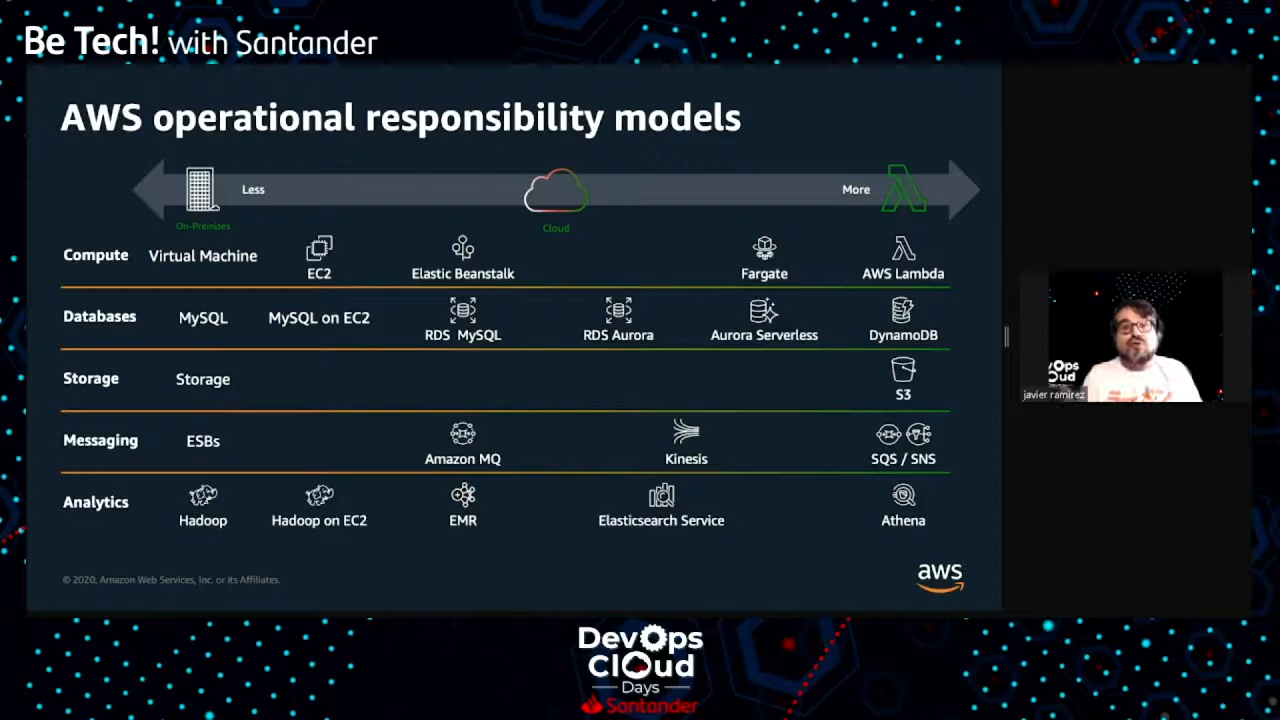 Be Tech! with Santander
AWS operational responsibility models
Less
More
On-Premises
Cloud
Compute
Virtual Machine
EC2
Elastic Beanstalk
Fargate
AWS Lambda
Databases
MySQL
MySQL on EC2
RDS MySQL
RDS Aurora
Aurora Serverless
DynamoDB
Storage
Storage
S3
Messaging
ESBs
Amazon MQ
Kinesis
SQS / SNS
Analytics
Hadoop
Hadoop on EC2
EMR
Elasticsearch Service
Athena
© 2020, Amazon Web Services, Inc. or its Affiliates.
aws
javier ramirez
DevOps
Cloud
Days
Santander